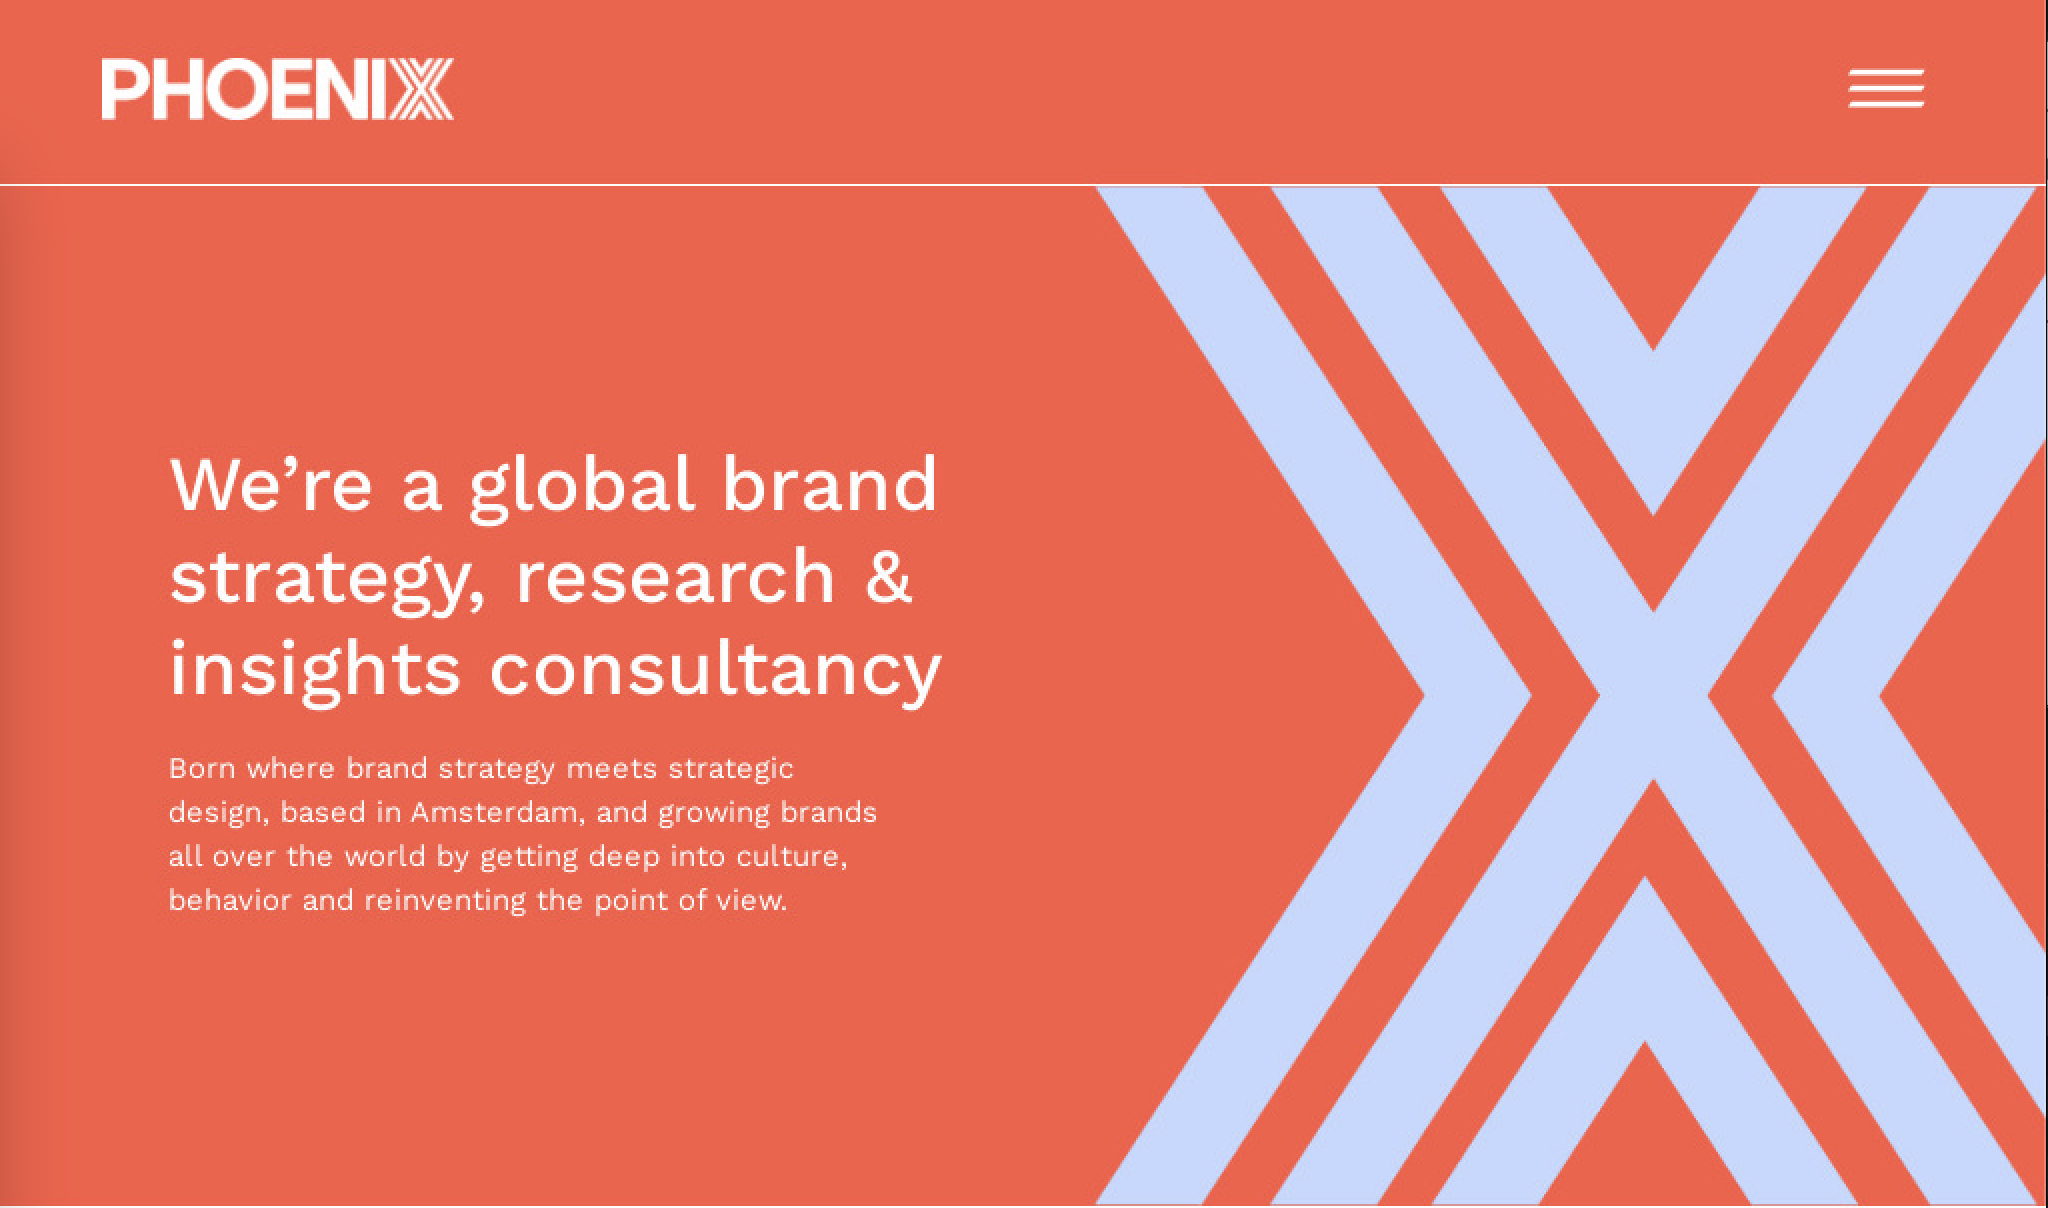 PHOENIX
We’re a global brand
strategy, research &
insights consultancy
Born where brand strategy meets strategic
design, based in Amsterdam, and growing brands
all over the world by getting deep into culture,
behavior and reinventing the point of view.